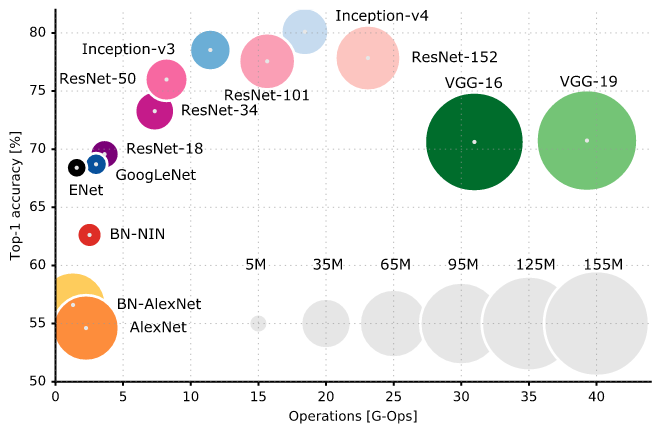 Inception-v4
80
Inception-v3
ResNet-152
ResNet-50
VGG-16
VGG-19
75
ResNet-101
ResNet-34
70
ResNet-18
GoogLeNet
ENet
65
BN-NIN
60
5M
35M
65M
95M
125M
155M
BN-AlexNet
AlexNet
55
50
0
5
10
15
20
25
30
35
40
Top-1 accuracy [%]
Operations [G-Ops]